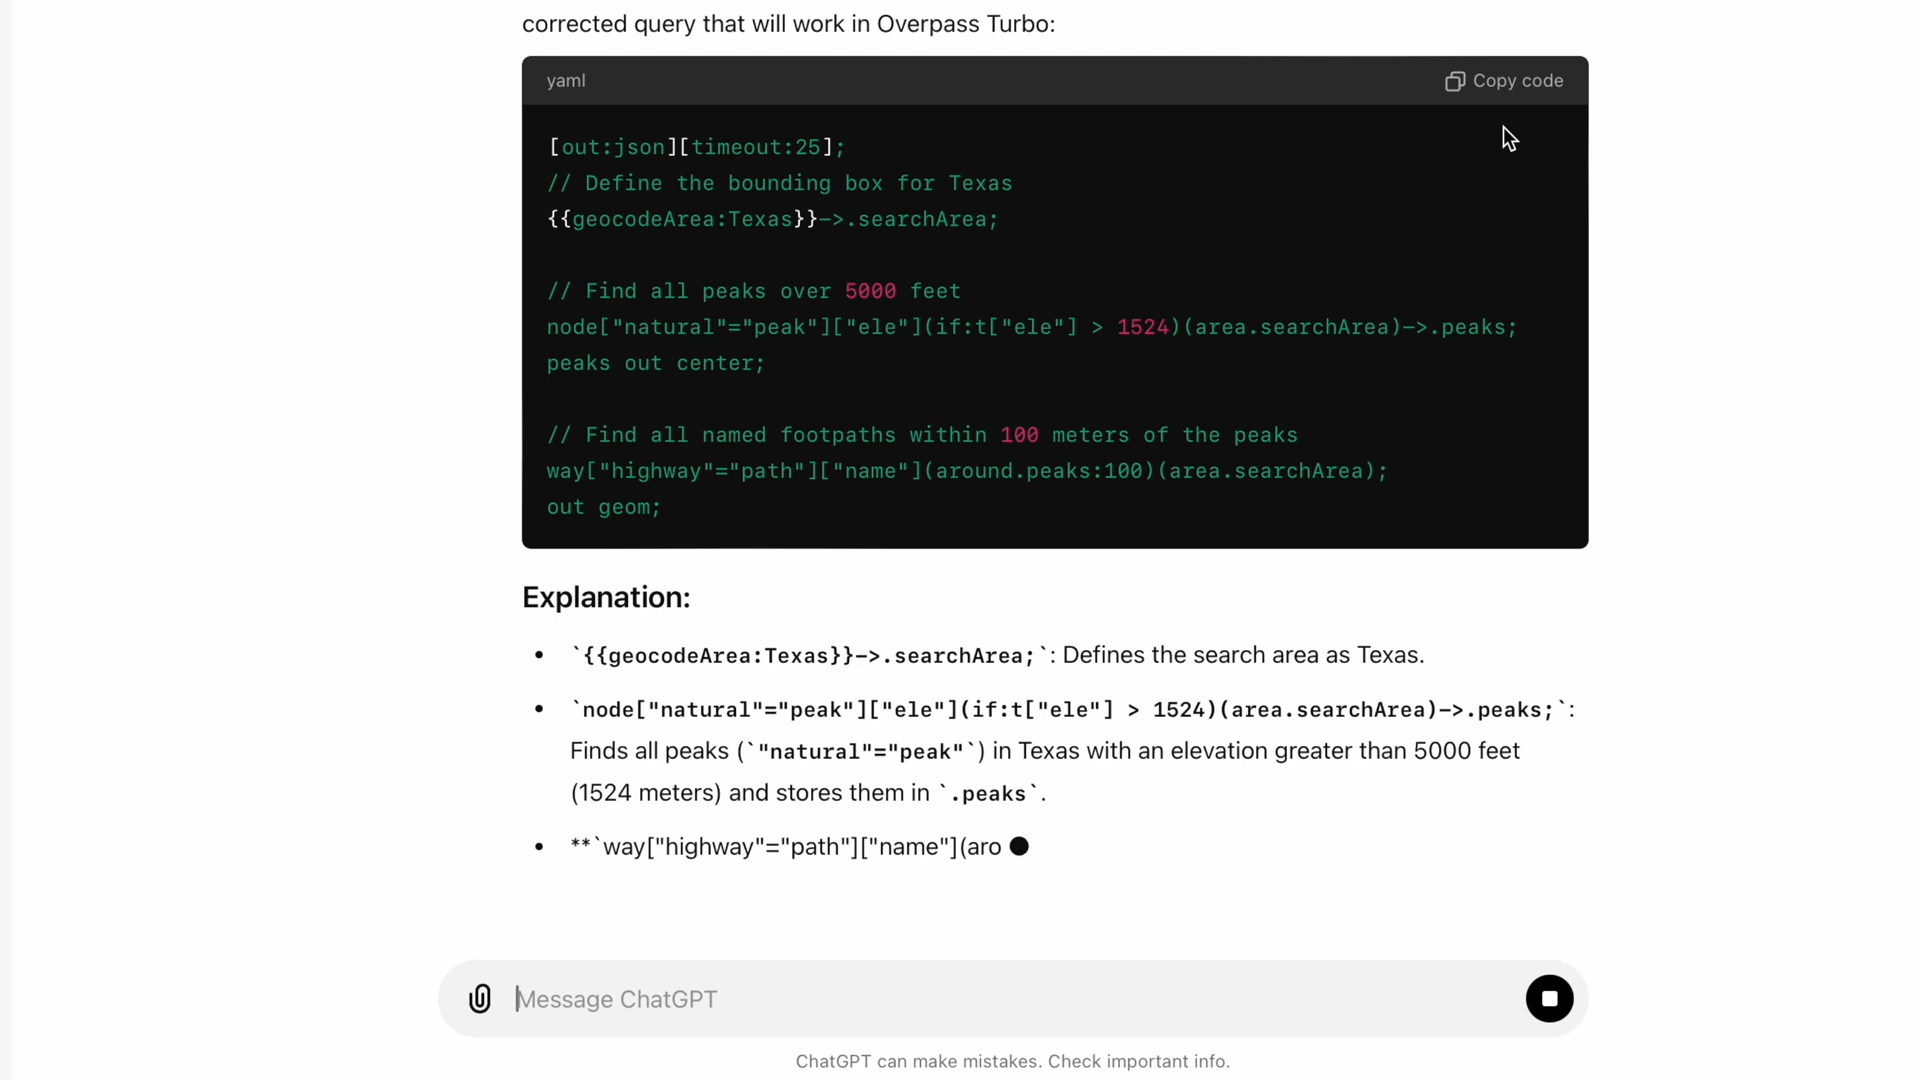 corrected query that will work in Overpass Turbo:
yaml
Copy code
[out:json][timeout:25];
// Define the bounding box for Texas
{{geocodeArea:Texas}}->.searchArea;
// Find all peaks over 5000 feet
node["natural"="peak"]["ele"](if:t["ele"] > 1524)(area.searchArea)->.peaks;
peaks out center;
// Find all named footpaths within 100 meters of the peaks
way["highway"="path"]["name"](around.peaks:100)(area.searchArea);
out geom;
Explanation:
• `{{geocodeArea:Texas}}->.searchArea;`: Defines the search area as Texas.
• `node["natural"="peak"]["ele"](if:t["ele"] > 1524)(area.searchArea)->.peaks;`:
Finds all peaks (`"natural"="peak"`) in Texas with an elevation greater than 5000 feet
(1524 meters) and stores them in `.peaks`.
• **`way["highway"="path"]["name"](aro
Message ChatGPT
ChatGPT can make mistakes. Check important info.